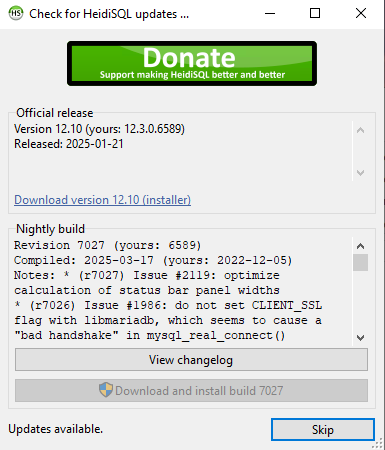 HS
Check for HeidiSQL updates ...
Donate
Support making HeidiSQL better and better
Official release
Version 12.10 (yours: 12.3.0.6589)
Released: 2025-01-21
Download version 12.10 (installer)
Nightly build
Revision 7027 (yours: 6589)
Compiled: 2025-03-17 (yours: 2022-12-05)
Notes: * (r7027) Issue #2119: optimize
calculation of status bar panel widths
* (r7026) Issue #1986: do not set CLIENT_SSL
flag with libmariadb, which seems to cause a
"bad handshake" in mysql_real_connect()
View changelog
Download and install build 7027
Updates available.
Skip